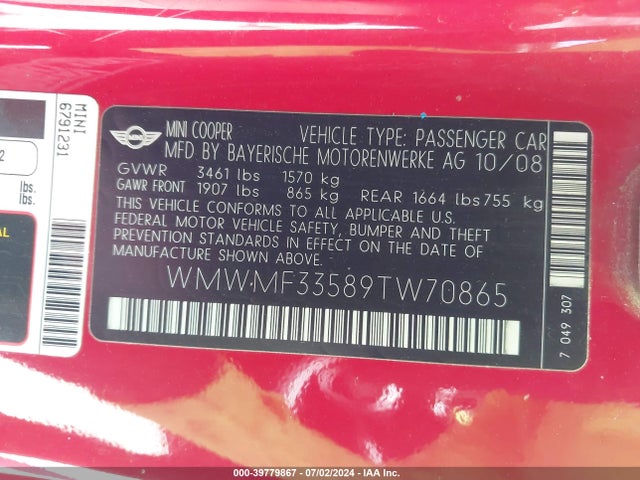 MINI
6791231
2
lbs.
lbs.
AL
MINI
MINI COOPER
VEHICLE TYPE: PASSENGER CAR
MFD BY BAYERISCHE MOTORENWERKE AG 10/08
GVWR 3461 lbs 1570 kg
GAWR FRONT 1907 lbs 865 kg REAR 1664 lbs 755 kg
THIS VEHICLE CONFORMS TO ALL APPLICABLE U.S.
FEDERAL MOTOR VEHICLE SAFETY, BUMPER AND THEFT
PREVENTION STANDARDS IN EFFECT ON THE DATE OF
MANUFACTURE SHOWN ABOVE.
WMWMF33589TW70865
7 049 307
000-39779867 - 07/02/2024 - IAA Inc.